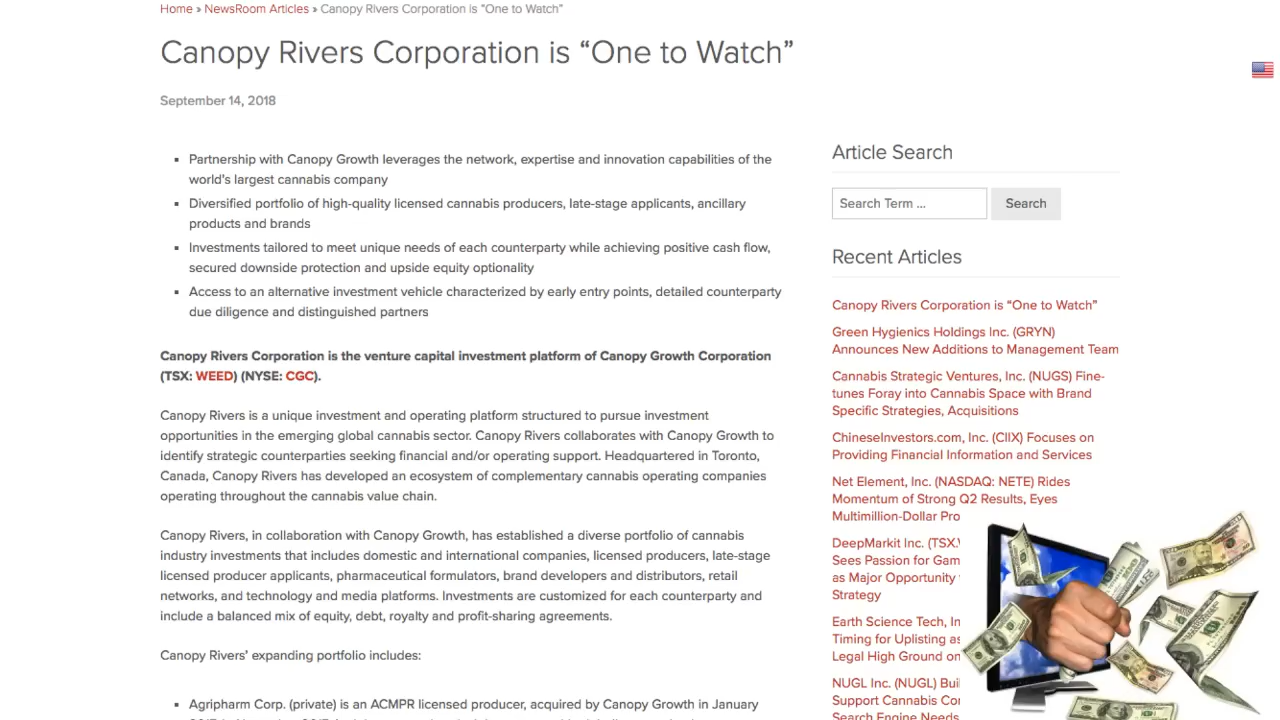 Home » NewsRoom Articles » Canopy Rivers Corporation is “One to Watch”
Canopy Rivers Corporation is “One to Watch”
September 14, 2018
▪ Partnership with Canopy Growth leverages the network, expertise and innovation capabilities of the
world's largest cannabis company
▪ Diversified portfolio of high-quality licensed cannabis producers, late-stage applicants, ancillary
products and brands
▪ Investments tailored to meet unique needs of each counterparty while achieving positive cash flow,
secured downside protection and upside equity optionality
▪ Access to an alternative investment vehicle characterized by early entry points, detailed counterparty
due diligence and distinguished partners
Canopy Rivers Corporation is the venture capital investment platform of Canopy Growth Corporation
(TSX: WEED) (NYSE: CGC).
Canopy Rivers is a unique investment and operating platform structured to pursue investment
opportunities in the emerging global cannabis sector. Canopy Rivers collaborates with Canopy Growth to
identify strategic counterparties seeking financial and/or operating support. Headquartered in Toronto,
Canada, Canopy Rivers has developed an ecosystem of complementary cannabis operating companies
operating throughout the cannabis value chain.
Canopy Rivers, in collaboration with Canopy Growth, has established a diverse portfolio of cannabis
industry investments that includes domestic and international companies, licensed producers, late-stage
licensed producer applicants, pharmaceutical formulators, brand developers and distributors, retail
networks, and technology and media platforms. Investments are customized for each counterparty and
include a balanced mix of equity, debt, royalty and profit-sharing agreements.
Canopy Rivers’ expanding portfolio includes:
▪ Agripharm Corp. (private) is an ACMPR licensed producer, acquired by Canopy Growth in January
Article Search
Search Term ...
Search
Recent Articles
Canopy Rivers Corporation is “One to Watch”
Green Hygienics Holdings Inc. (GRYN)
Announces New Additions to Management Team
Cannabis Strategic Ventures, Inc. (NUGS) Fine-
tunes Foray into Cannabis Space with Brand
Specific Strategies, Acquisitions
ChineseInvestors.com, Inc. (CIIX) Focuses on
Providing Financial Information and Services
Net Element, Inc. (NASDAQ: NETE) Rides
Momentum of Strong Q2 Results, Eyes
Multimillion-Dollar Pro
DeepMarkit Inc. (TSX.
Sees Passion for Gam
as Major Opportunity
Strategy
Earth Science Tech, In
Timing for Uplisting as
Legal High Ground on
NUGL Inc. (NUGL) Buil
Support Cannabis Co
Search Engine Needs